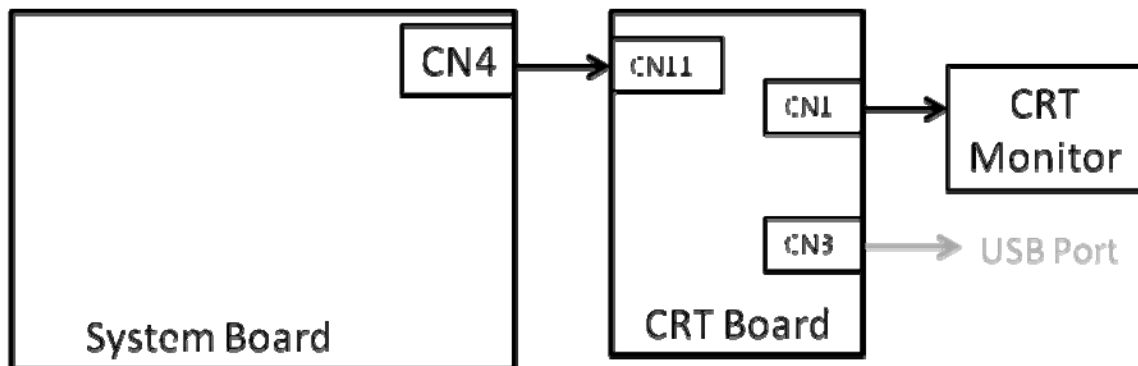 CN4
CN11
CN1
CRT
Monitor
CN3
USB Port
System Board
CRT Board